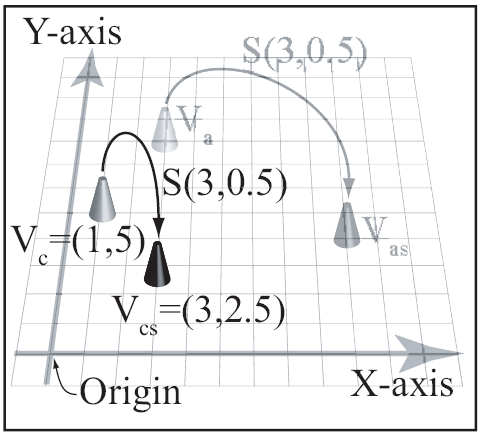 Y-axis
S(3,0.5)
V_a
S(3,0.5)
V_c=(1,5)
V_as
V_cs=(3,2.5)
X-axis
Origin